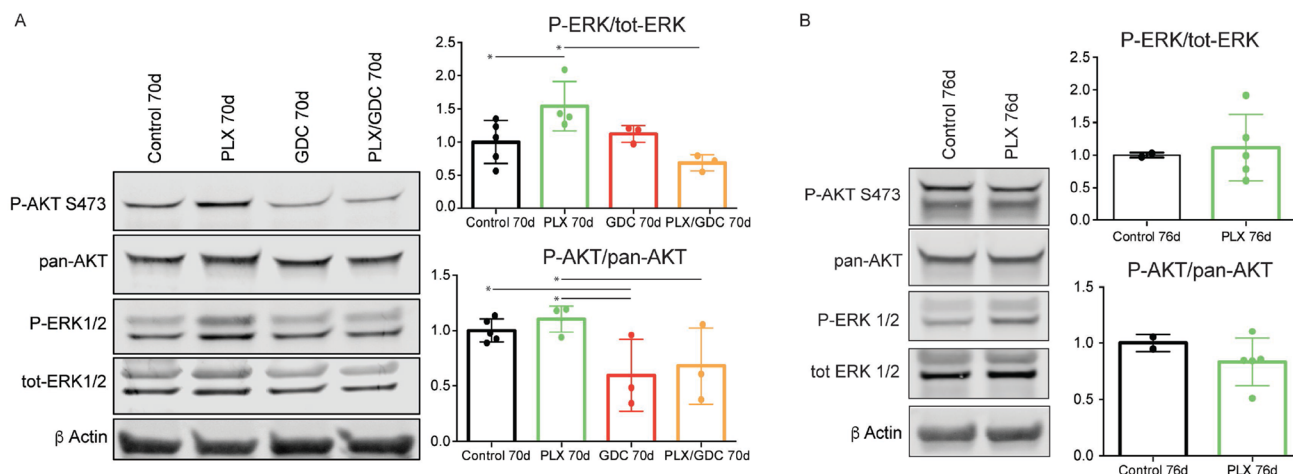 A
Control 70d
PLX 70d
GDC 70d
PLX/GDC 70d
P-AKT S473
pan-AKT
P-ERK1/2
tot-ERK1/2
β Actin
P-ERK/tot-ERK
2.5
2.0
1.5
1.0
0.5
0.0
*
*
Control 70d PLX 70d GDC 70d PLX/GDC 70d
P-AKT/pan-AKT
1.5
1.0
0.5
0.0
*
*
*
Control 70d PLX 70d GDC 70d PLX/GDC 70d
B
Control 76d
PLX 76d
P-AKT S473
pan-AKT
P-ERK 1/2
tot ERK 1/2
β Actin
P-ERK/tot-ERK
2.5
2.0
1.5
1.0
0.5
0.0
Control 76d PLX 76d
P-AKT/pan-AKT
1.5
1.0
0.5
0.0
Control 76d PLX 76d